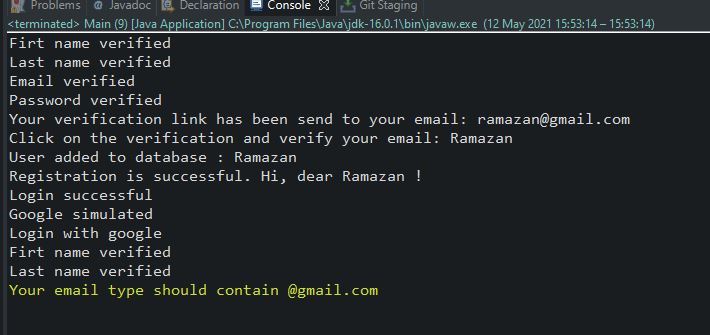 Problems @ Javadoc Declaration Console Git Staging
<terminated> Main (9) [Java Application] C:\Program Files\Java\jdk-16.0.1\bin\javaw.exe (12 May 2021 15:53:14 – 15:53:14)
Firt name verified
Last name verified
Email verified
Password verified
Your verification link has been send to your email: ramazan@gmail.com
Click on the verification and verify your email: Ramazan
User added to database : Ramazan
Registration is successful. Hi, dear Ramazan !
Login successful
Google simulated
Login with google
Firt name verified
Last name verified
Your email type should contain @gmail.com